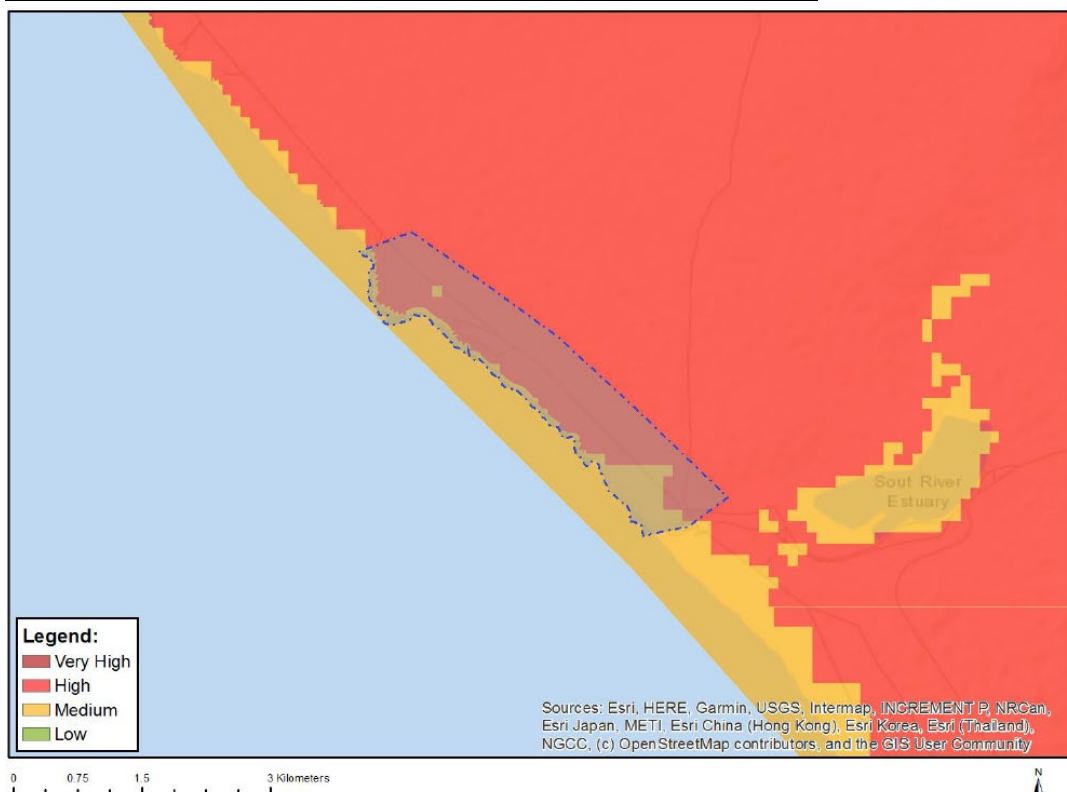 Sout River
Estuary
Legend:
Very High
High
Medium
Low
Sources: Esri, HERE, Garmin, USGS, Intermap, INCREMENT P, NRCan,
Esri Japan, METI, Esri China (Hong Kong), Esri Korea, Esri (Thailand),
NGCC, (c) OpenStreetMap contributors, and the GIS User Community
0 0.75 1.5 3 Kilometers
N